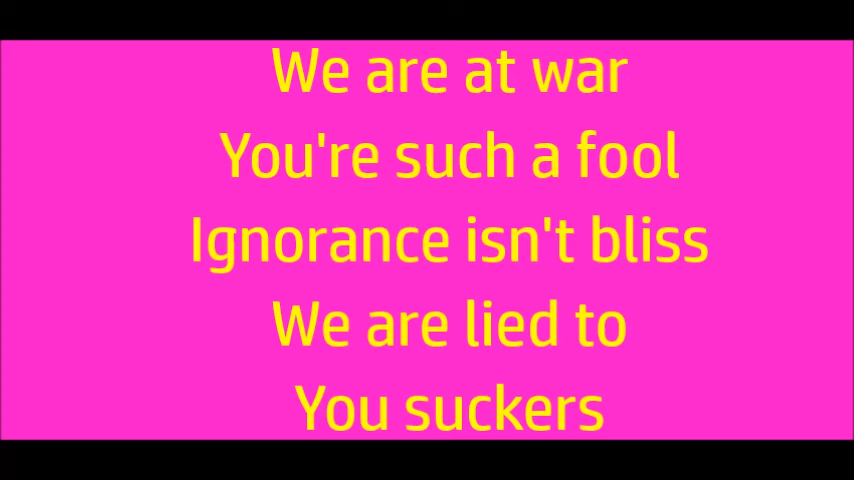 We are at war
You're such a fool
Ignorance isn't bliss
We are lied to
You suckers